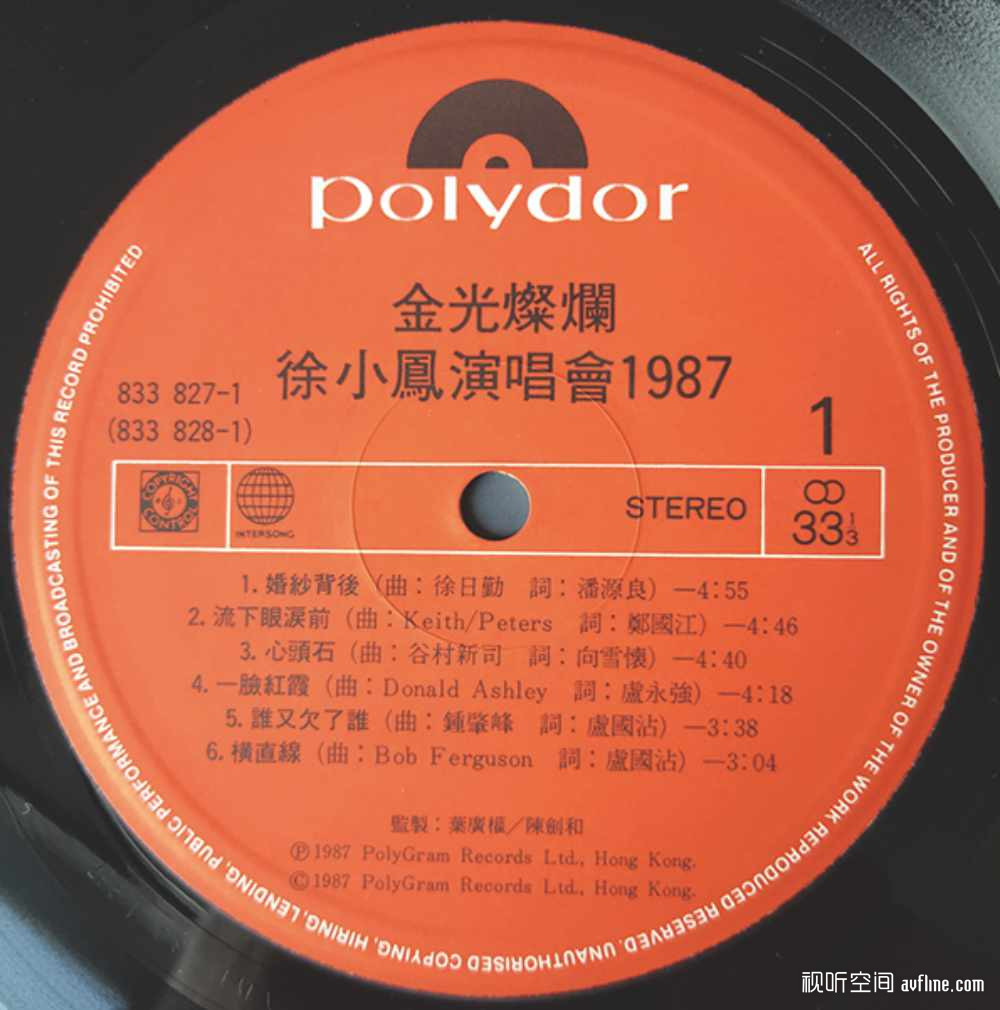 polydor
金光燦爛
徐小鳳演唱會1987
833 827-1
(833 828-1)
1
COPYRIGHT CONTROL
INTERSONG
STEREO
33 1/3
1. 婚紗背後（曲：徐日勤　詞：潘源良）—4:55
2. 流下眼淚前（曲：Keith/Peters　詞：鄭國江）—4:46
3. 心頭石（曲：谷村新司　詞：向雪懷）—4:40
4. 一臉紅霞（曲：Donald Ashley　詞：盧永強）—4:18
5. 誰又欠了誰（曲：鍾肇峰　詞：盧國沾）—3:38
6. 橫直線（曲：Bob Ferguson　詞：盧國沾）—3:04
監製：葉廣權／陳劍和
Ⓟ1987 PolyGram Records Ltd., Hong Kong.
©1987 PolyGram Records Ltd., Hong Kong.
ALL RIGHTS OF THE PRODUCER AND OF THE OWNER OF THE WORK REPRODUCED RESERVED. UNAUTHORISED COPYING, HIRING, LENDING, PUBLIC PERFORMANCE AND BROADCASTING OF THIS RECORD PROHIBITED
视听空间 avfline.com